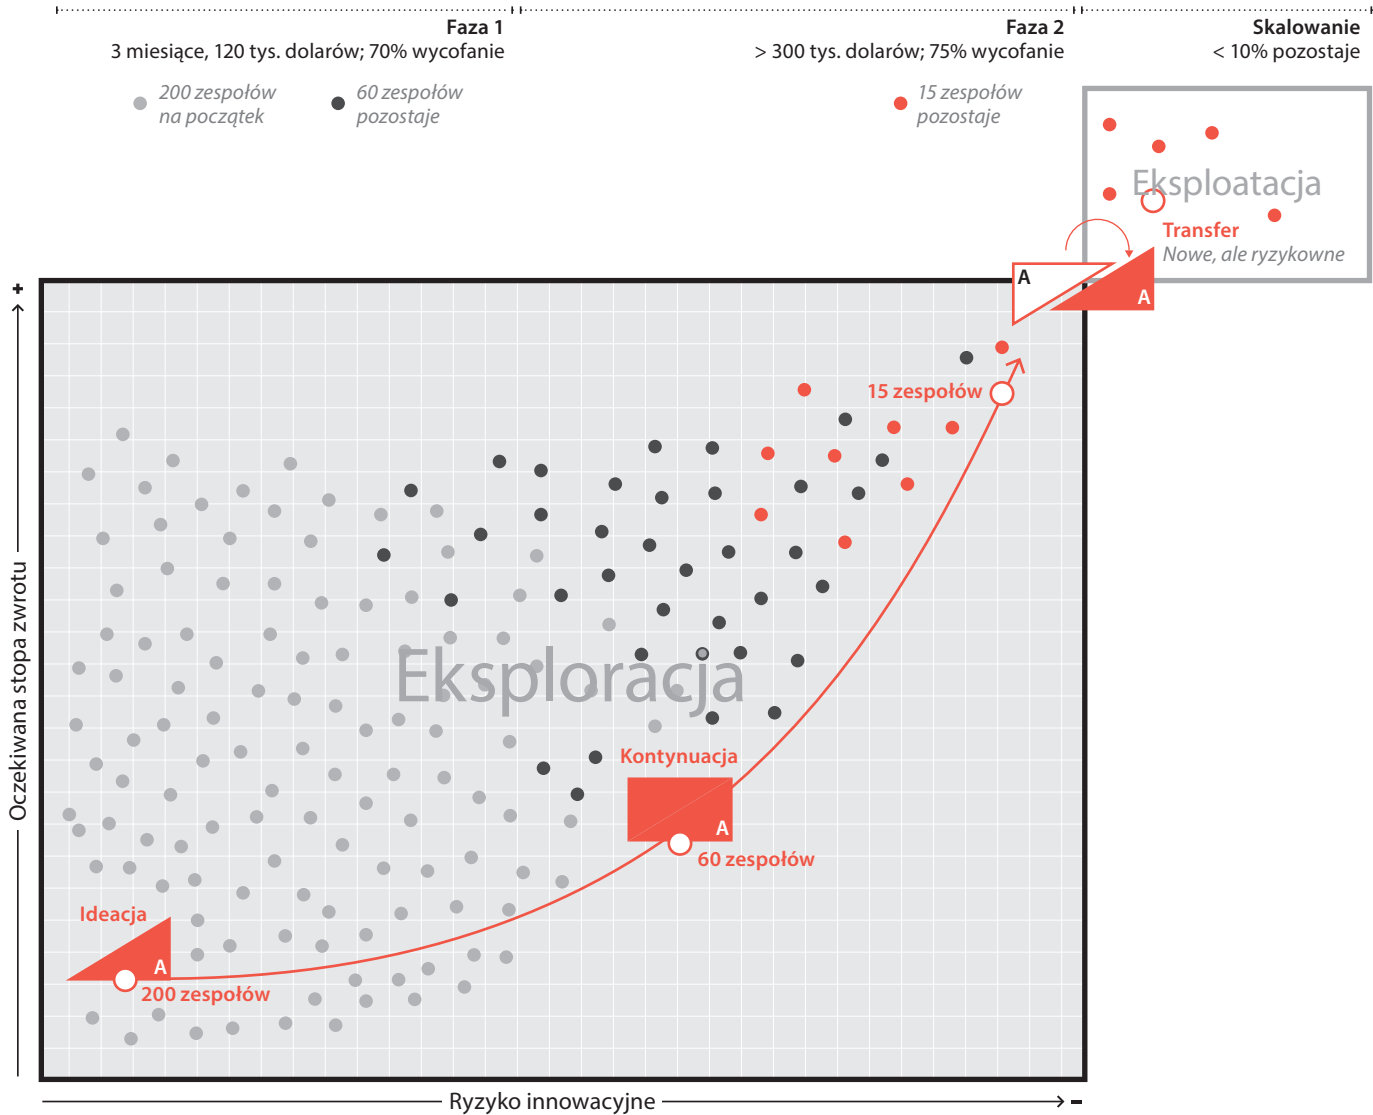 Faza 1
3 miesiące, 120 tys. dolarów; 70% wycofanie
Faza 2
> 300 tys. dolarów; 75% wycofanie
Skalowanie
< 10% pozostaje
200 zespołów
na początek
60 zespołów
pozostaje
15 zespołów
pozostaje
Eksploatacja
Transfer
Nowe, ale ryzykowne
A
A
+
15 zespołów
Oczekiwana stopa zwrotu
Eksploracja
Kontynuacja
A
60 zespołów
Ideacja
A
200 zespołów
Ryzyko innowacyjne
-